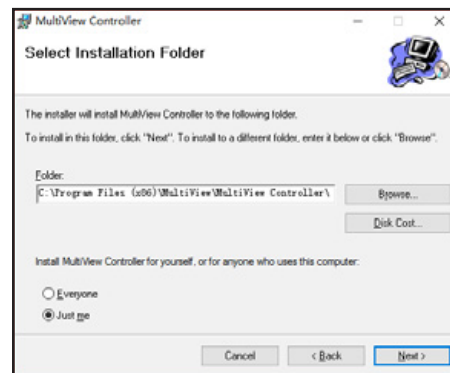 MultiView Controller
Select Installation Folder
The installer will install MultiView Controller to the following folder.
To install in this folder, click "Next". To install to a different folder, enter it below or click "Browse".
Folder:
C:\Program Files (x86)\MultiView\MultiView Controller\
Browse...
Disk Cost...
Install MultiView Controller for yourself, or for anyone who uses this computer:
Everyone
Just me
Cancel
< Back
Next >